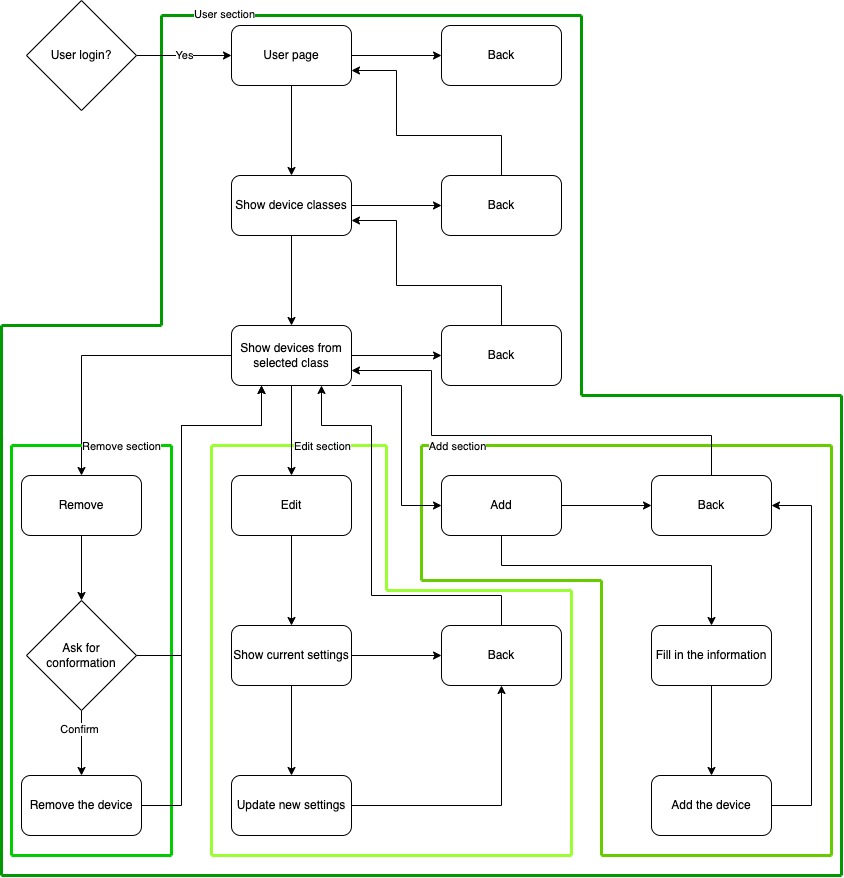 User section
User login?
Yes
User page
Back
Show device classes
Back
Show devices from
selected class
Back
Remove section
Edit section
Add section
Remove
Edit
Add
Back
Ask for
conformation
Show current settings
Back
Fill in the information
Confirm
Remove the device
Update new settings
Add the device